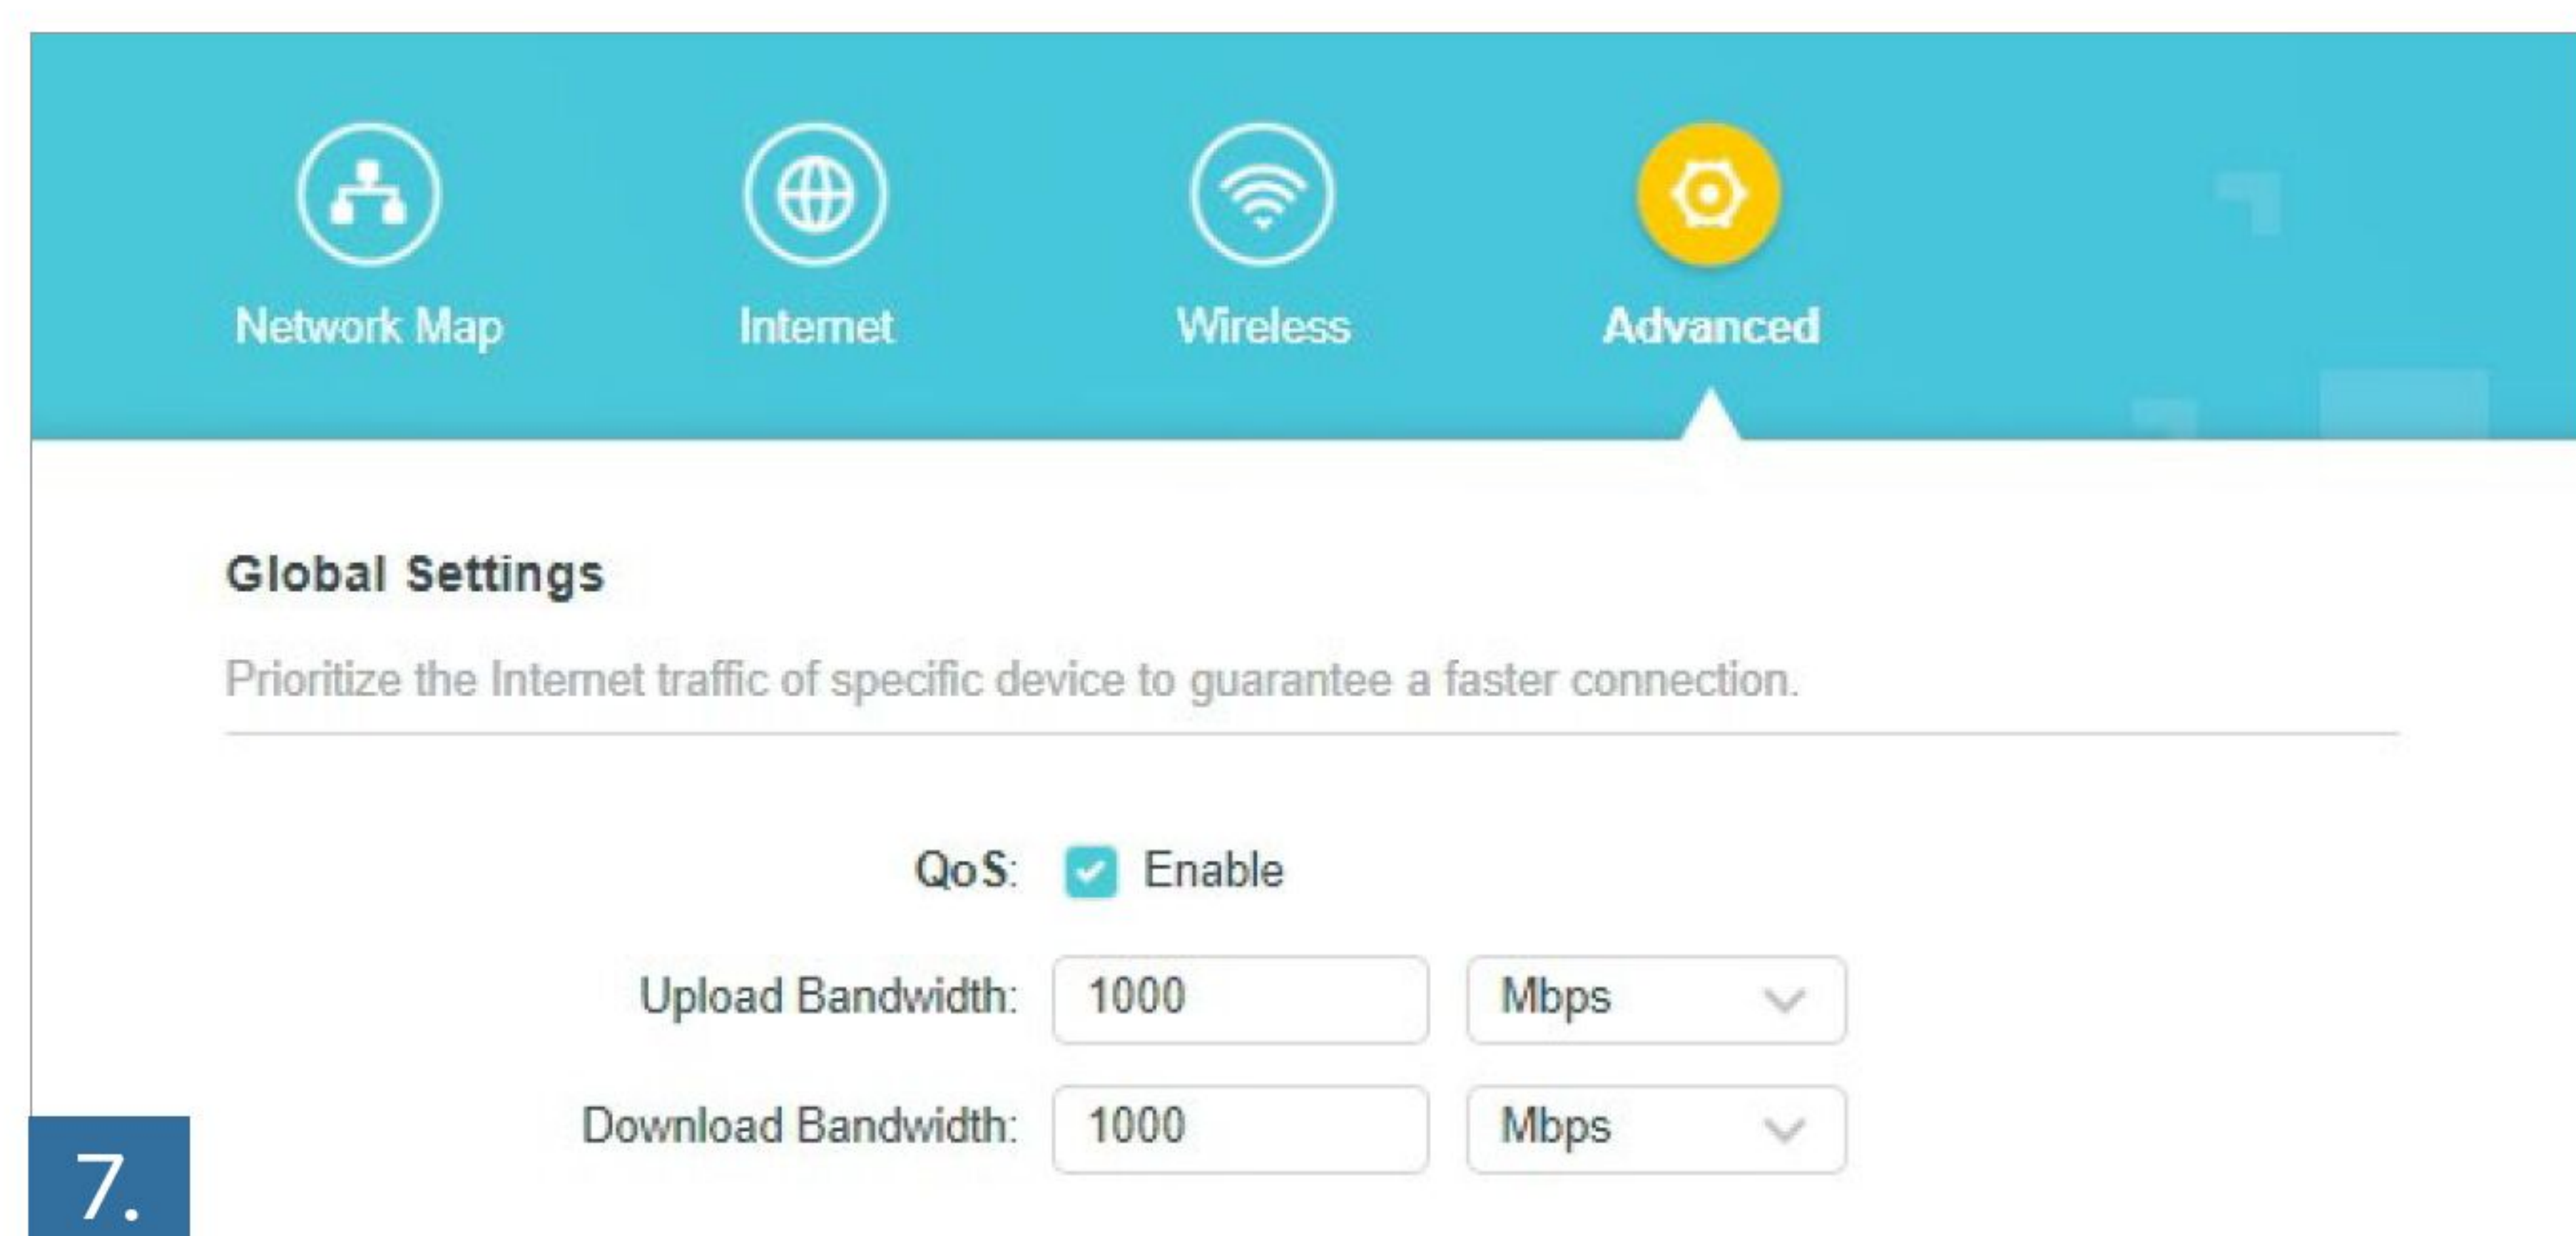 Network Map Internet Wireless Advanced
Global Settings
Prioritize the Internet traffic of specific device to guarantee a faster connection.
QoS: Enable
Upload Bandwidth: 1000 Mbps
Download Bandwidth: 1000 Mbps
7.